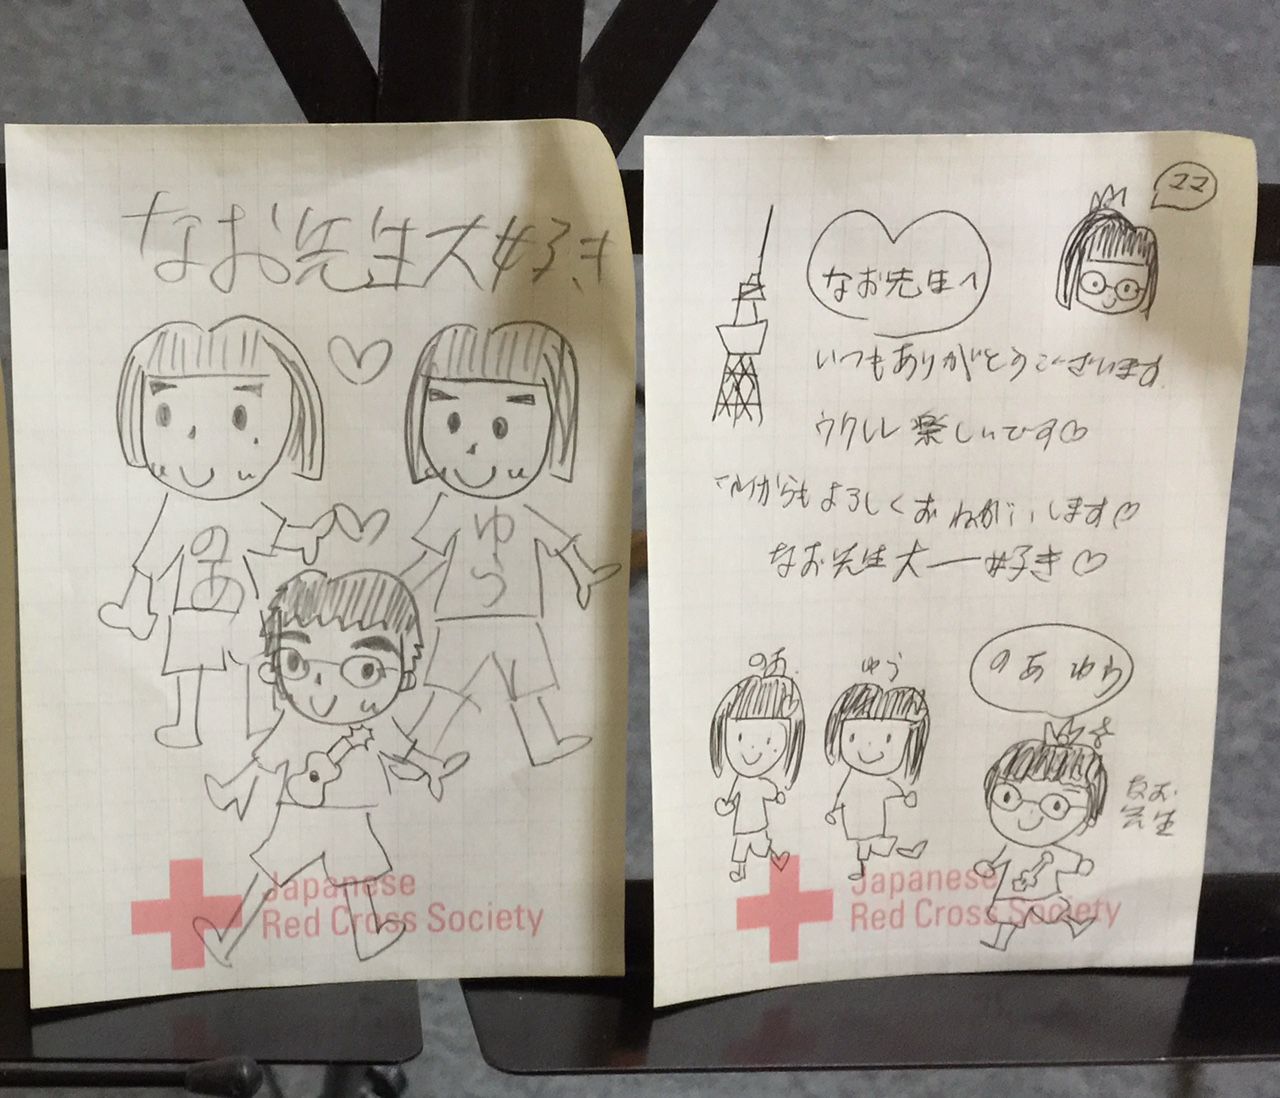 なお先生大好き
のあ
ゆう
Japanese
Red Cross Society
ママ
なお先生へ
いつもありがとうございます
ウクレレ楽しいです♡
これからもよろしくおねがいします♡
なお先生大一好き♡
のあ
ゆう
のあ ゆう
なお
先生
Japanese
Red Cross Society